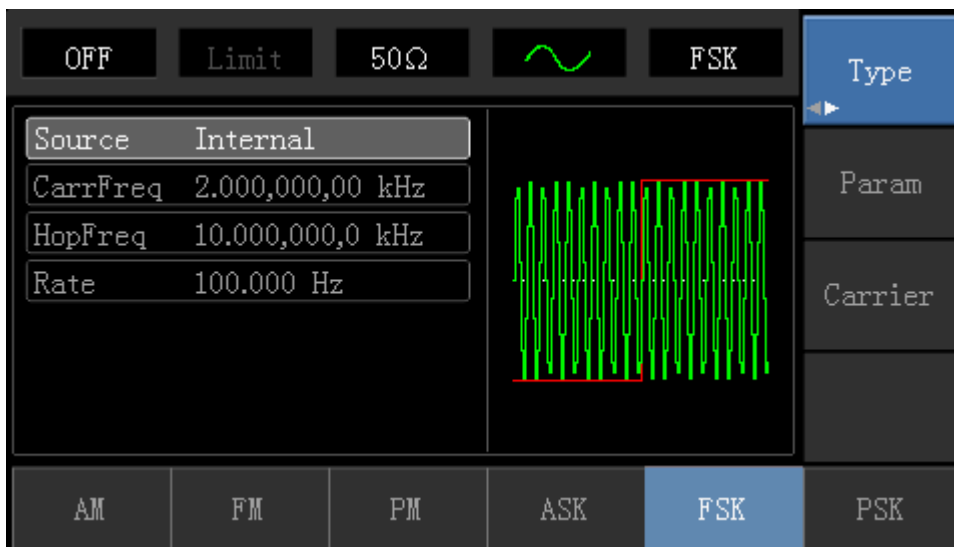 OFF Limit 50Ω FSK
Type
Source Internal
CarrFreq 2.000,000,00 kHz
HopFreq 10.000,000,0 kHz
Rate 100.000 Hz
Param
Carrier
AM FM PM ASK FSK PSK